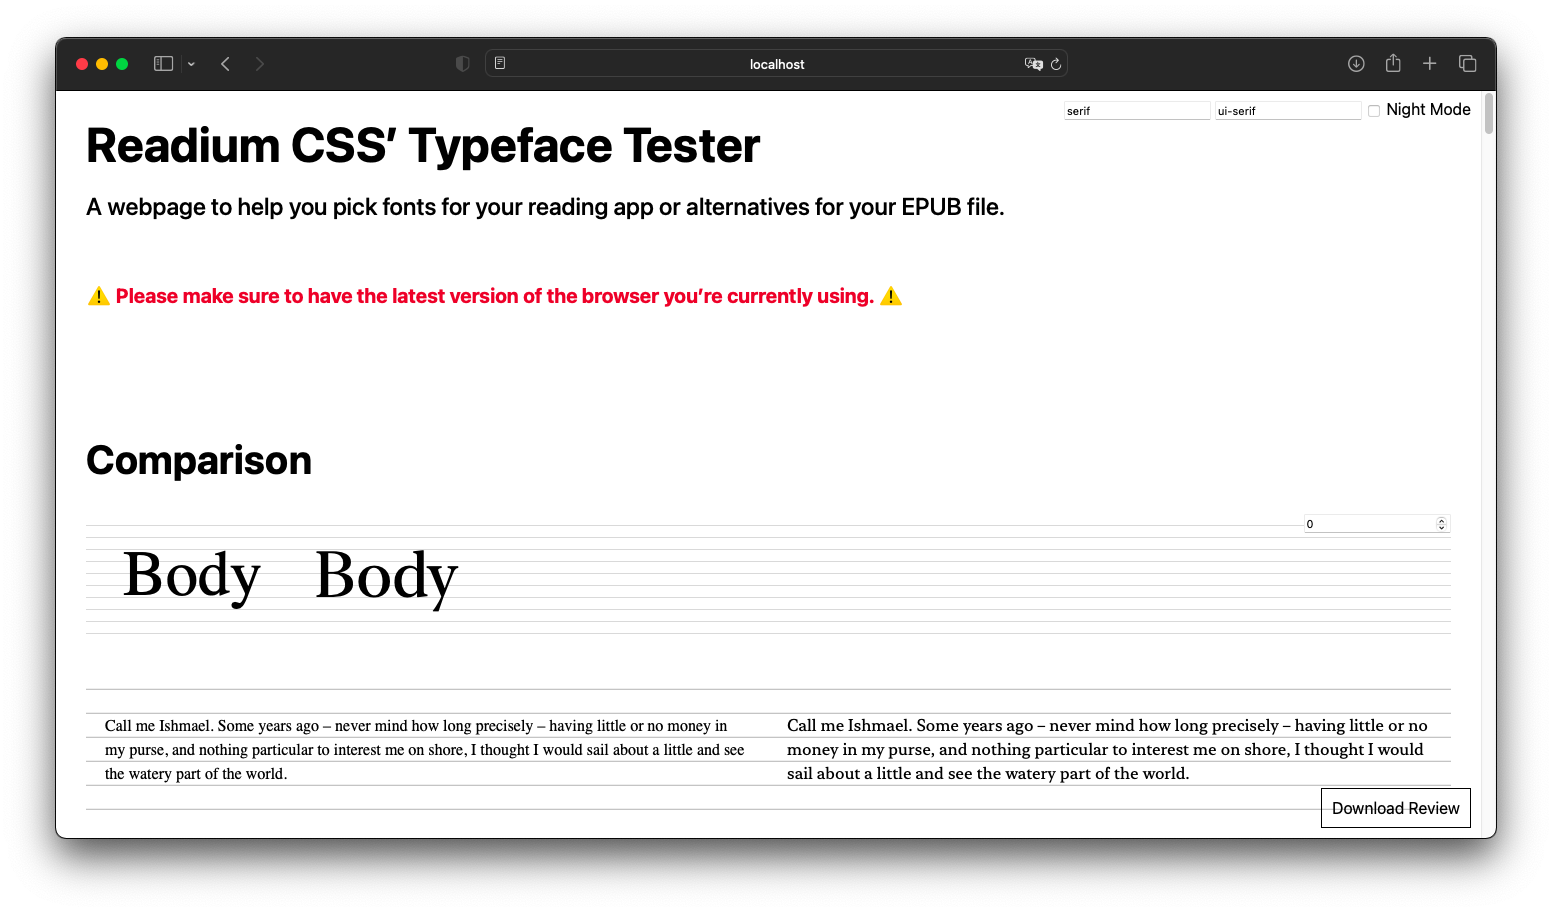 localhost
serif
ui-serif
Night Mode
Readium CSS’ Typeface Tester
A webpage to help you pick fonts for your reading app or alternatives for your EPUB file.
⚠️ Please make sure to have the latest version of the browser you’re currently using. ⚠️
Comparison
0
Body Body
Call me Ishmael. Some years ago – never mind how long precisely – having little or no money in
my purse, and nothing particular to interest me on shore, I thought I would sail about a little and see
the watery part of the world.
Call me Ishmael. Some years ago – never mind how long precisely – having little or no
money in my purse, and nothing particular to interest me on shore, I thought I would
sail about a little and see the watery part of the world.
Download Review